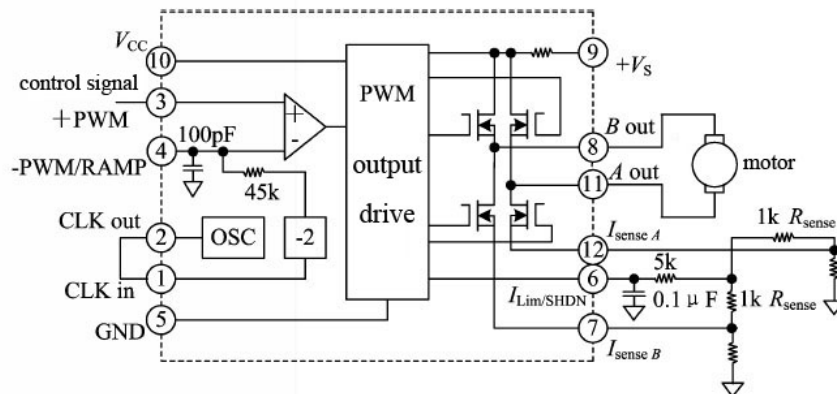 V_CC
10
control signal
3
+PWM
4
100pF
-PWM/RAMP
45k
CLK out
2
OSC
-2
1
CLK in
GND
5
PWM
output
drive
9
+V_S
B out
8
motor
A out
11
I_sense A
12
1k R_sense
6
5k
I_Lim/SHDN
0.1 μF
1k R_sense
7
I_sense B
+
-